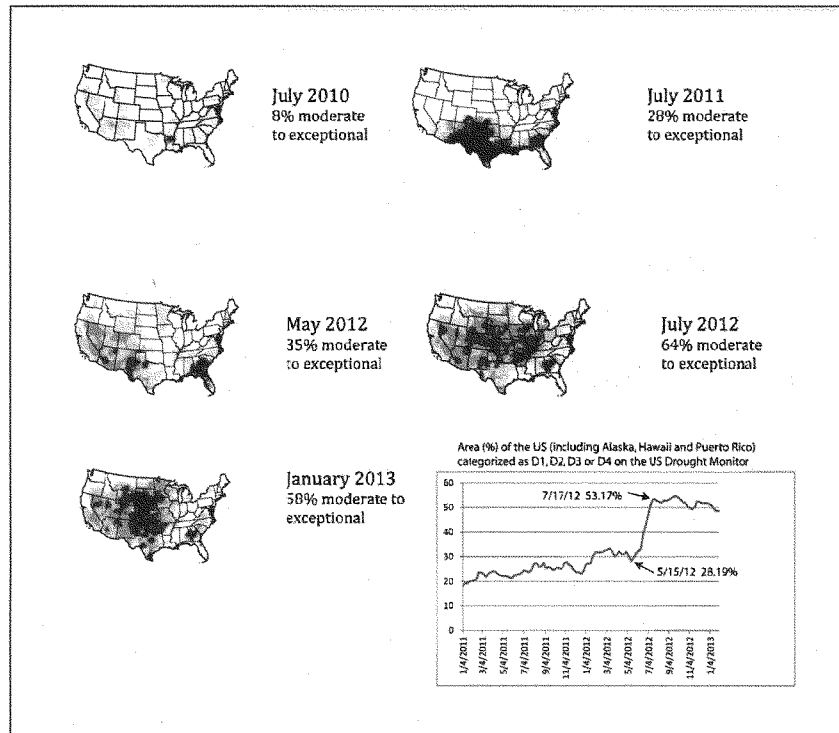 July 2010
8% moderate
to exceptional
July 2011
28% moderate
to exceptional
May 2012
35% moderate
to exceptional
July 2012
64% moderate
to exceptional
January 2013
58% moderate to
exceptional
Area (%) of the US (including Alaska, Hawaii and Puerto Rico)
categorized as D1, D2, D3 or D4 on the US Drought Monitor
60
50
40
30
20
10
0
7/17/12 53.17%
5/15/12 28.19%
1/4/2011
3/4/2011
5/4/2011
7/4/2011
9/4/2011
11/4/2011
1/4/2012
3/4/2012
5/4/2012
7/4/2012
9/4/2012
11/4/2012
1/4/2013